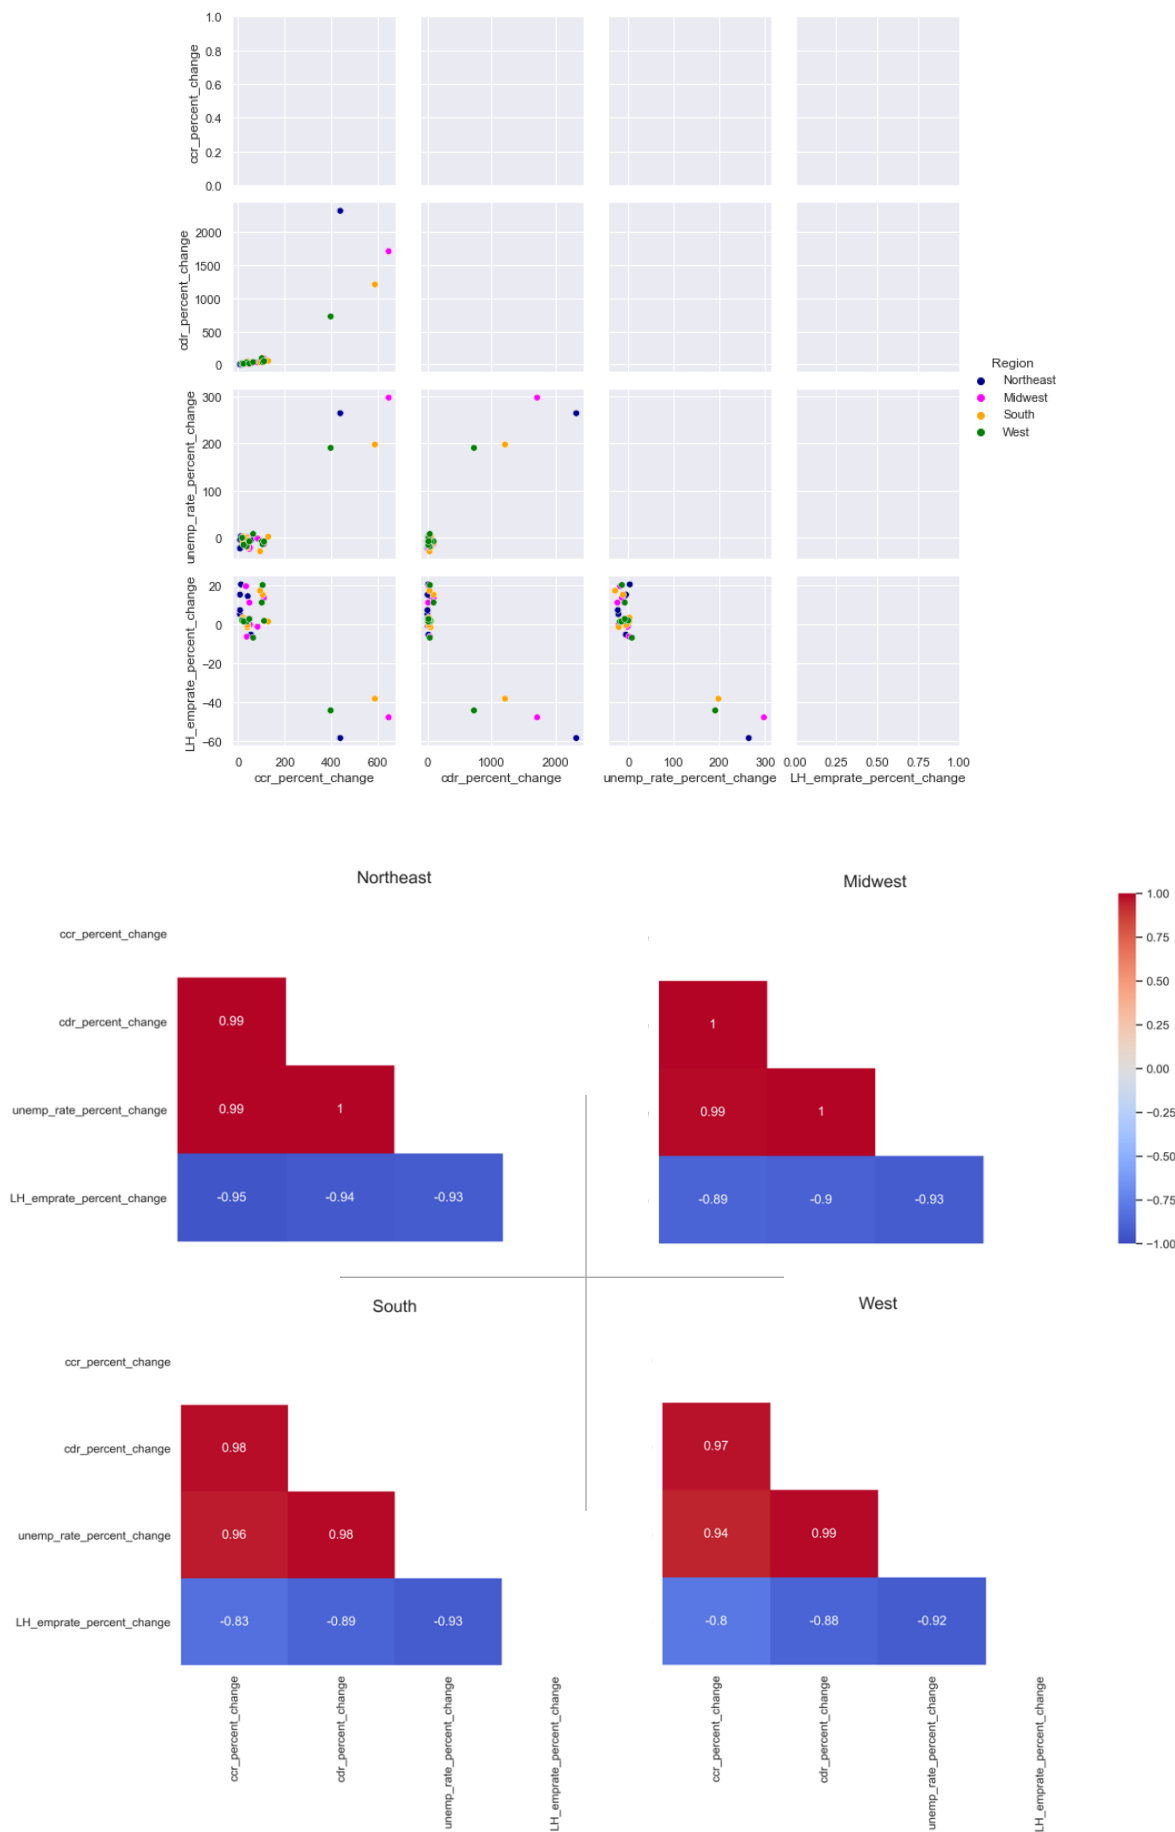 1.0
0.8
0.6
0.4
0.2
0.0
ccr_percent_change
2000
1500
1000
500
0
cdr_percent_change
300
200
100
0
unemp_rate_percent_change
20
0
−20
−40
−60
LH_emprate_percent_change
0 200 400 600
ccr_percent_change
0 1000 2000
cdr_percent_change
0 100 200 300
unemp_rate_percent_change
0.00 0.25 0.50 0.75 1.00
LH_emprate_percent_change
Region
Northeast
Midwest
South
West
Northeast
ccr_percent_change
cdr_percent_change
0.99
unemp_rate_percent_change
0.99 1
LH_emprate_percent_change
-0.95 -0.94 -0.93
Midwest
1
0.99 1
-0.89 -0.9 -0.93
1.00
0.75
0.50
0.25
0.00
−0.25
−0.50
−0.75
−1.00
South
ccr_percent_change
cdr_percent_change
0.98
unemp_rate_percent_change
0.96 0.98
LH_emprate_percent_change
-0.83 -0.89 -0.93
ccr_percent_change
cdr_percent_change
unemp_rate_percent_change
LH_emprate_percent_change
West
0.97
0.94 0.99
-0.8 -0.88 -0.92
ccr_percent_change
cdr_percent_change
unemp_rate_percent_change
LH_emprate_percent_change